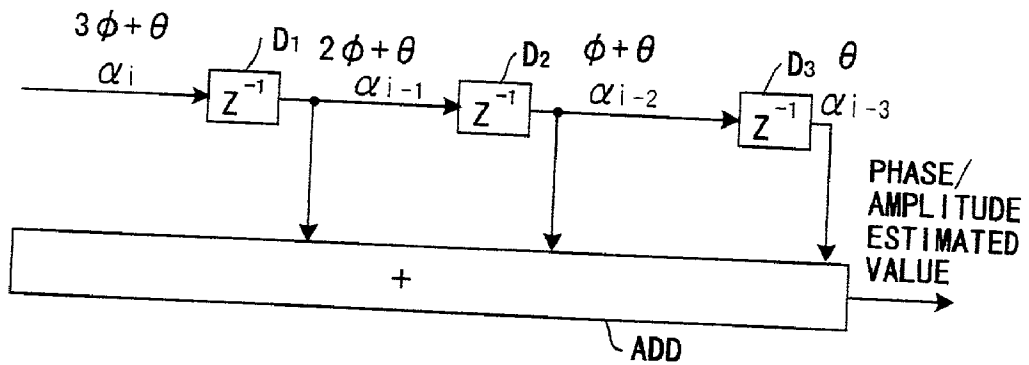 3ϕ+θ
D1
2ϕ+θ
D2
ϕ+θ
D3
θ
αi
Z⁻¹
αi-1
Z⁻¹
αi-2
Z⁻¹
αi-3
PHASE/
AMPLITUDE
ESTIMATED
VALUE
+
ADD